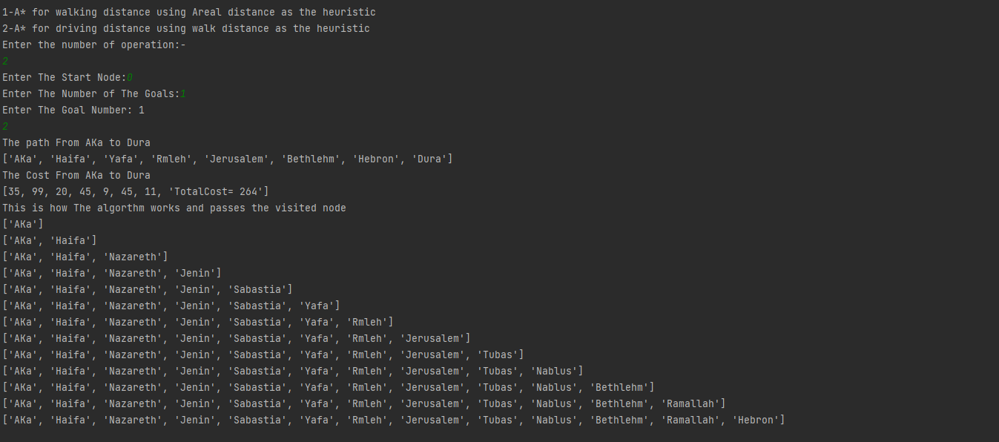 1-A* for walking distance using Areal distance as the heuristic
2-A* for driving distance using walk distance as the heuristic
Enter the number of operation:-
2
Enter The Start Node:0
Enter The Number of The Goals:1
Enter The Goal Number: 1
2
The path From AKa to Dura
['AKa', 'Haifa', 'Yafa', 'Rmleh', 'Jerusalem', 'Bethlehm', 'Hebron', 'Dura']
The Cost From AKa to Dura
[35, 99, 20, 45, 9, 45, 11, 'TotalCost= 264']
This is how The algorthm works and passes the visited node
['AKa']
['AKa', 'Haifa']
['AKa', 'Haifa', 'Nazareth']
['AKa', 'Haifa', 'Nazareth', 'Jenin']
['AKa', 'Haifa', 'Nazareth', 'Jenin', 'Sabastia']
['AKa', 'Haifa', 'Nazareth', 'Jenin', 'Sabastia', 'Yafa']
['AKa', 'Haifa', 'Nazareth', 'Jenin', 'Sabastia', 'Yafa', 'Rmleh']
['AKa', 'Haifa', 'Nazareth', 'Jenin', 'Sabastia', 'Yafa', 'Rmleh', 'Jerusalem']
['AKa', 'Haifa', 'Nazareth', 'Jenin', 'Sabastia', 'Yafa', 'Rmleh', 'Jerusalem', 'Tubas']
['AKa', 'Haifa', 'Nazareth', 'Jenin', 'Sabastia', 'Yafa', 'Rmleh', 'Jerusalem', 'Tubas', 'Nablus']
['AKa', 'Haifa', 'Nazareth', 'Jenin', 'Sabastia', 'Yafa', 'Rmleh', 'Jerusalem', 'Tubas', 'Nablus', 'Bethlehm']
['AKa', 'Haifa', 'Nazareth', 'Jenin', 'Sabastia', 'Yafa', 'Rmleh', 'Jerusalem', 'Tubas', 'Nablus', 'Bethlehm', 'Ramallah']
['AKa', 'Haifa', 'Nazareth', 'Jenin', 'Sabastia', 'Yafa', 'Rmleh', 'Jerusalem', 'Tubas', 'Nablus', 'Bethlehm', 'Ramallah', 'Hebron']